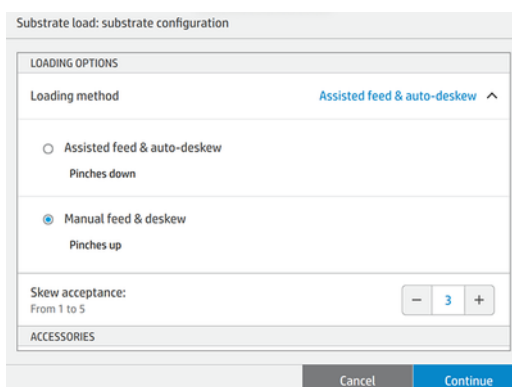 Substrate load: substrate configuration
LOADING OPTIONS
Loading method Assisted feed & auto-deskew
Assisted feed & auto-deskew
Pinches down
Manual feed & deskew
Pinches up
Skew acceptance:
From 1 to 5
− 3 +
ACCESSORIES
Cancel Continue